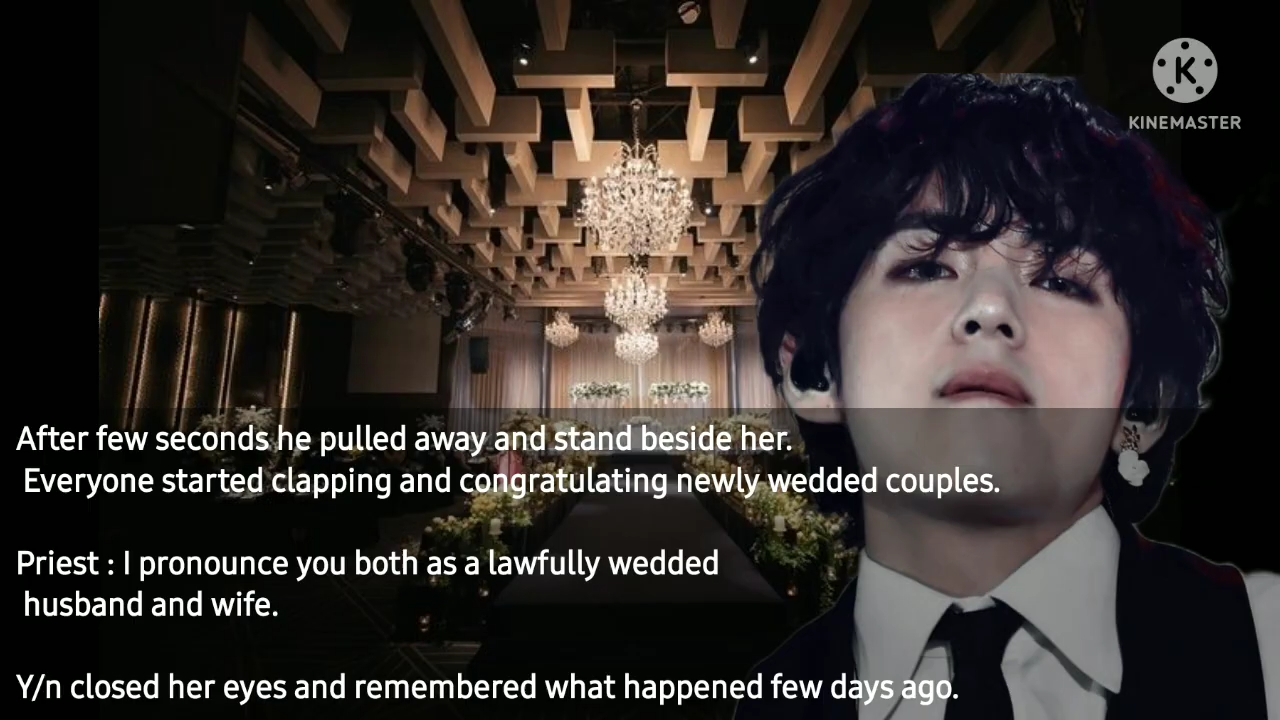 KINEMASTER
After few seconds he pulled away and stand beside her.
Everyone started clapping and congratulating newly wedded couples.
Priest : I pronounce you both as a lawfully wedded
husband and wife.
Y/n closed her eyes and remembered what happened few days ago.